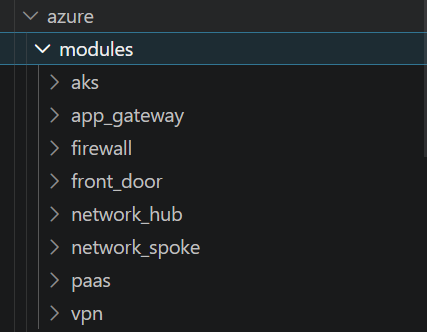 azure
modules
aks
app_gateway
firewall
front_door
network_hub
network_spoke
paas
vpn